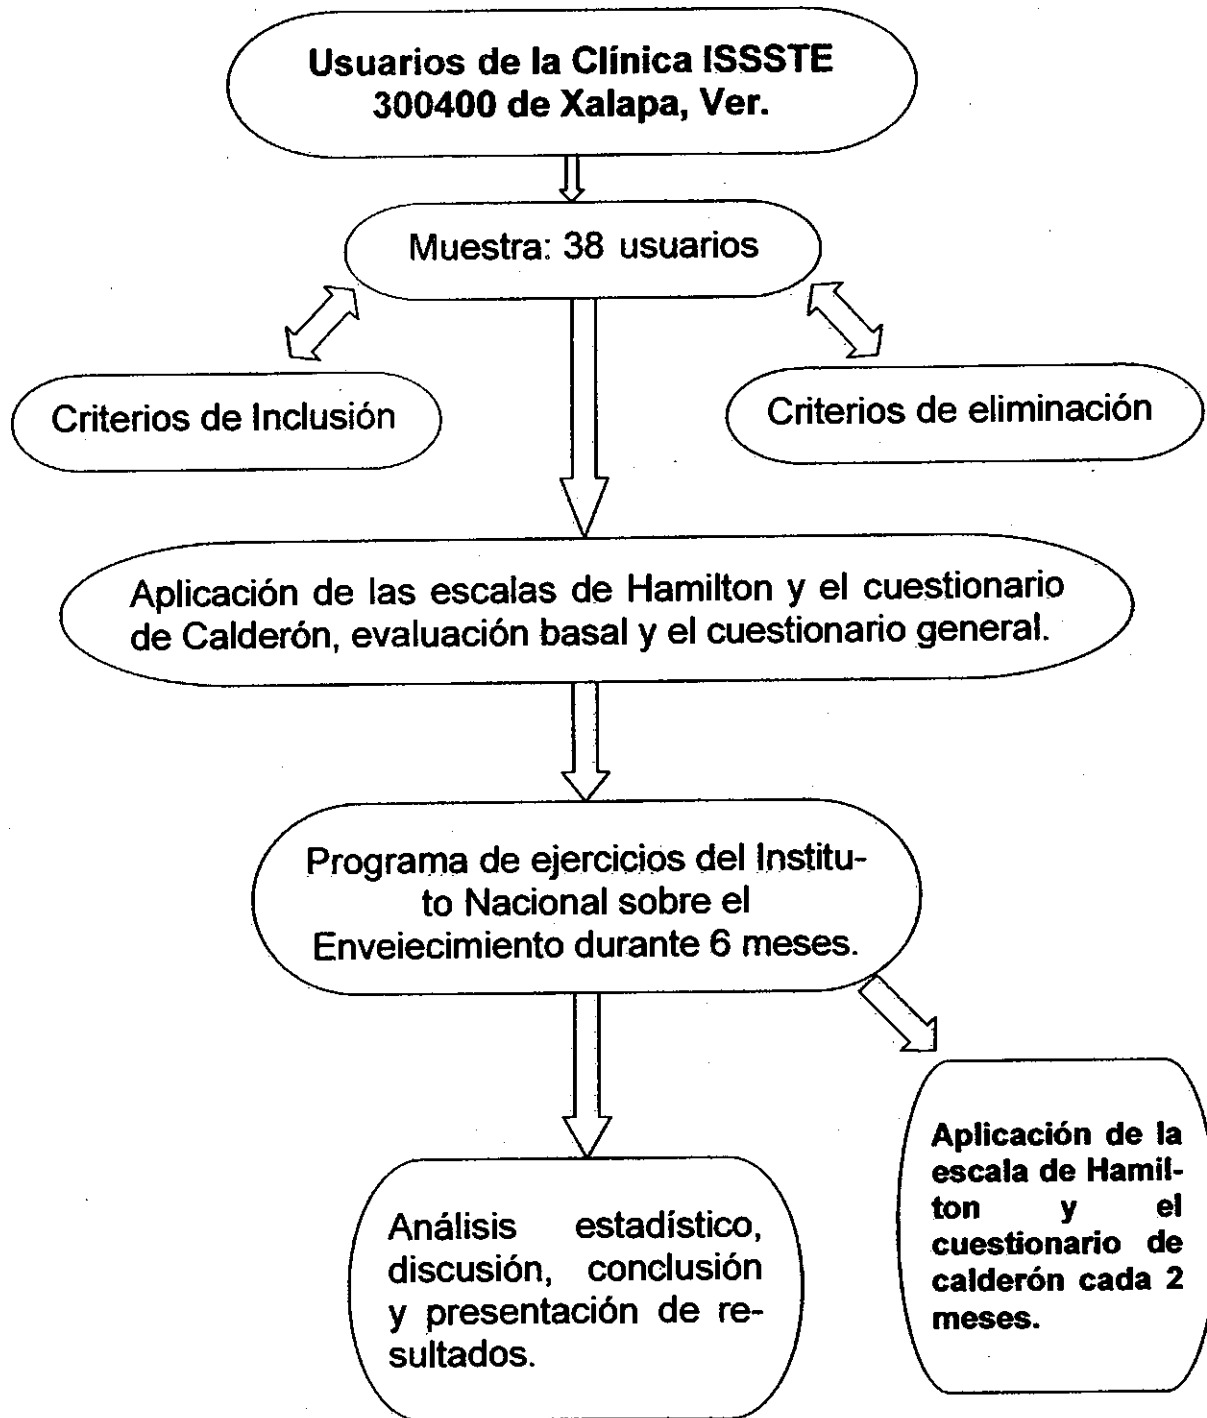 Usuarios de la Clínica ISSSTE
300400 de Xalapa, Ver.
Muestra: 38 usuarios
Criterios de Inclusión
Criterios de eliminación
Aplicación de las escalas de Hamilton y el cuestionario
de Calderón, evaluación basal y el cuestionario general.
Programa de ejercicios del Institu-
to Nacional sobre el
Enveiecimiento durante 6 meses.
Análisis estadístico,
discusión, conclusión
y presentación de re-
sultados.
Aplicación de la
escala de Hamil-
ton y el
cuestionario de
calderón cada 2
meses.